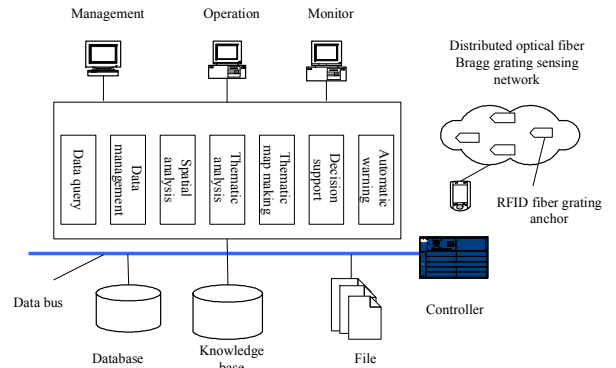 Management
Operation
Monitor
Distributed optical fiber
Bragg grating sensing
network
Data query
Data
management
Spatial
analysis
Thematic
analysis
Thematic
map making
Decision
support
Automatic
warning
RFID fiber grating
anchor
Data bus
Controller
Database
Knowledge
base
File